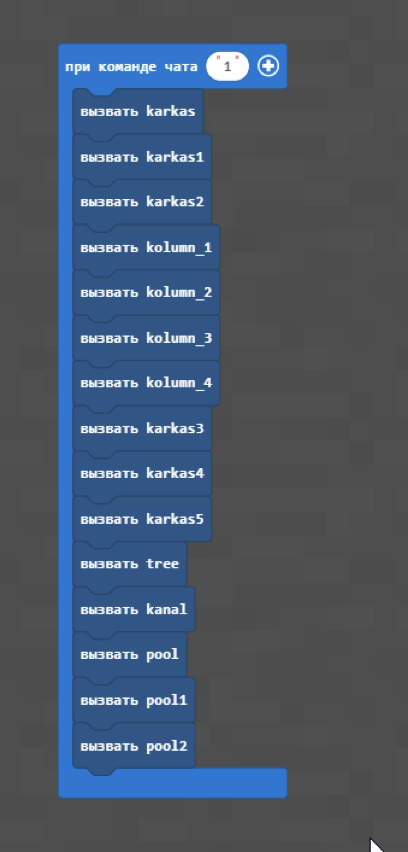 при команде чата "1"
вызвать karkas
вызвать karkas1
вызвать karkas2
вызвать kolumn_1
вызвать kolumn_2
вызвать kolumn_3
вызвать kolumn_4
вызвать karkas3
вызвать karkas4
вызвать karkas5
вызвать tree
вызвать kanal
вызвать pool
вызвать pool1
вызвать pool2